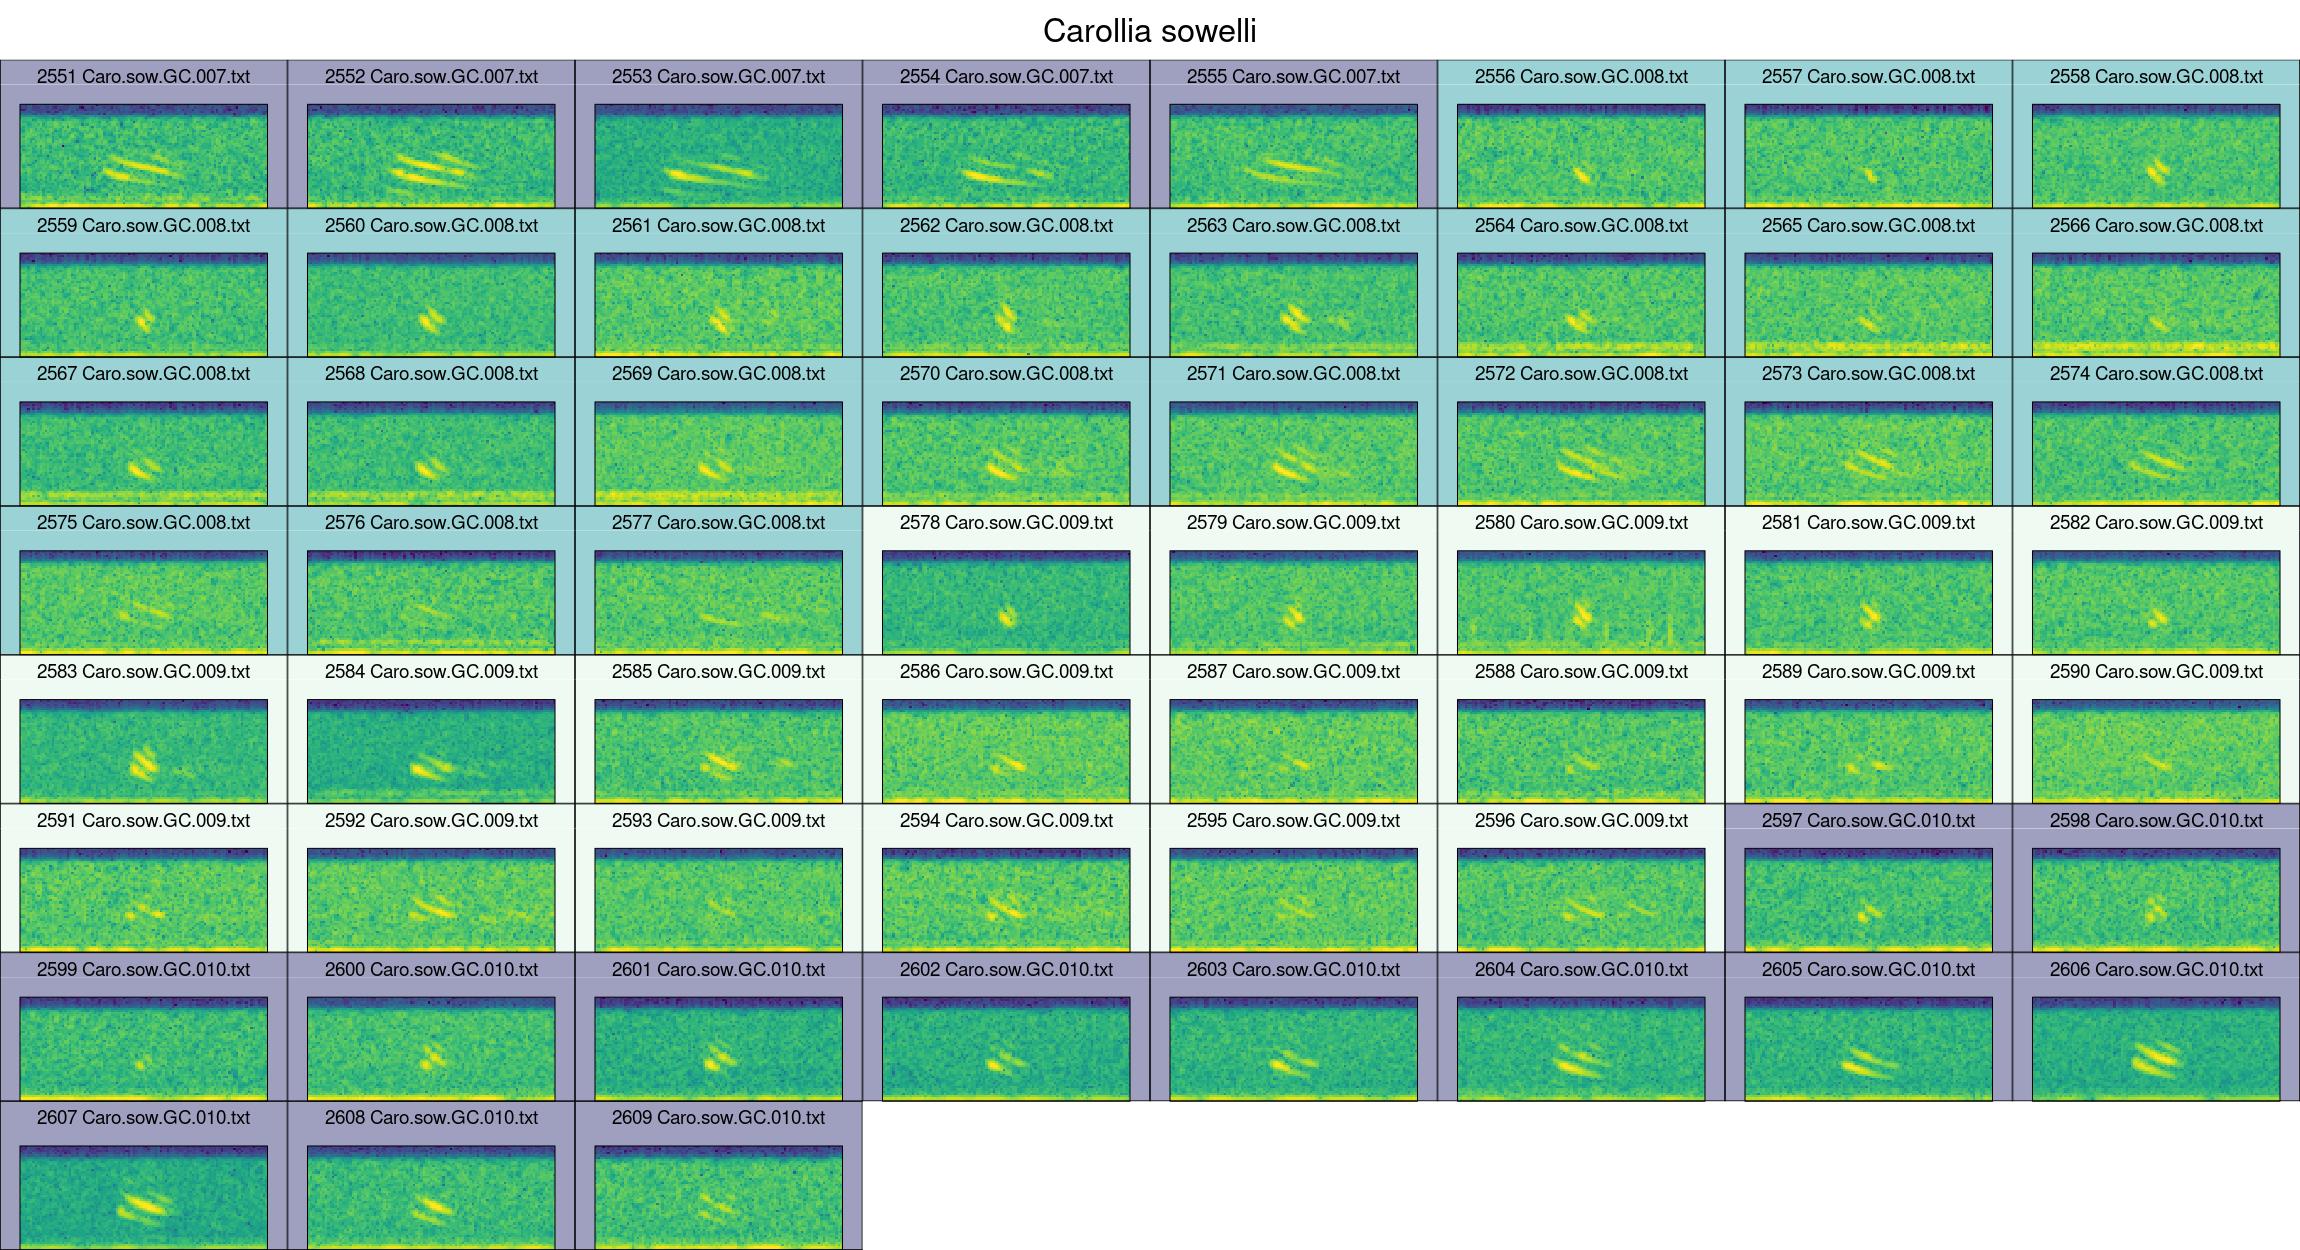 Carollia sowelli
2551 Caro.sow.GC.007.txt 2552 Caro.sow.GC.007.txt 2553 Caro.sow.GC.007.txt 2554 Caro.sow.GC.007.txt 2555 Caro.sow.GC.007.txt 2556 Caro.sow.GC.008.txt 2557 Caro.sow.GC.008.txt 2558 Caro.sow.GC.008.txt
2559 Caro.sow.GC.008.txt 2560 Caro.sow.GC.008.txt 2561 Caro.sow.GC.008.txt 2562 Caro.sow.GC.008.txt 2563 Caro.sow.GC.008.txt 2564 Caro.sow.GC.008.txt 2565 Caro.sow.GC.008.txt 2566 Caro.sow.GC.008.txt
2567 Caro.sow.GC.008.txt 2568 Caro.sow.GC.008.txt 2569 Caro.sow.GC.008.txt 2570 Caro.sow.GC.008.txt 2571 Caro.sow.GC.008.txt 2572 Caro.sow.GC.008.txt 2573 Caro.sow.GC.008.txt 2574 Caro.sow.GC.008.txt
2575 Caro.sow.GC.008.txt 2576 Caro.sow.GC.008.txt 2577 Caro.sow.GC.008.txt 2578 Caro.sow.GC.009.txt 2579 Caro.sow.GC.009.txt 2580 Caro.sow.GC.009.txt 2581 Caro.sow.GC.009.txt 2582 Caro.sow.GC.009.txt
2583 Caro.sow.GC.009.txt 2584 Caro.sow.GC.009.txt 2585 Caro.sow.GC.009.txt 2586 Caro.sow.GC.009.txt 2587 Caro.sow.GC.009.txt 2588 Caro.sow.GC.009.txt 2589 Caro.sow.GC.009.txt 2590 Caro.sow.GC.009.txt
2591 Caro.sow.GC.009.txt 2592 Caro.sow.GC.009.txt 2593 Caro.sow.GC.009.txt 2594 Caro.sow.GC.009.txt 2595 Caro.sow.GC.009.txt 2596 Caro.sow.GC.009.txt 2597 Caro.sow.GC.010.txt 2598 Caro.sow.GC.010.txt
2599 Caro.sow.GC.010.txt 2600 Caro.sow.GC.010.txt 2601 Caro.sow.GC.010.txt 2602 Caro.sow.GC.010.txt 2603 Caro.sow.GC.010.txt 2604 Caro.sow.GC.010.txt 2605 Caro.sow.GC.010.txt 2606 Caro.sow.GC.010.txt
2607 Caro.sow.GC.010.txt 2608 Caro.sow.GC.010.txt 2609 Caro.sow.GC.010.txt